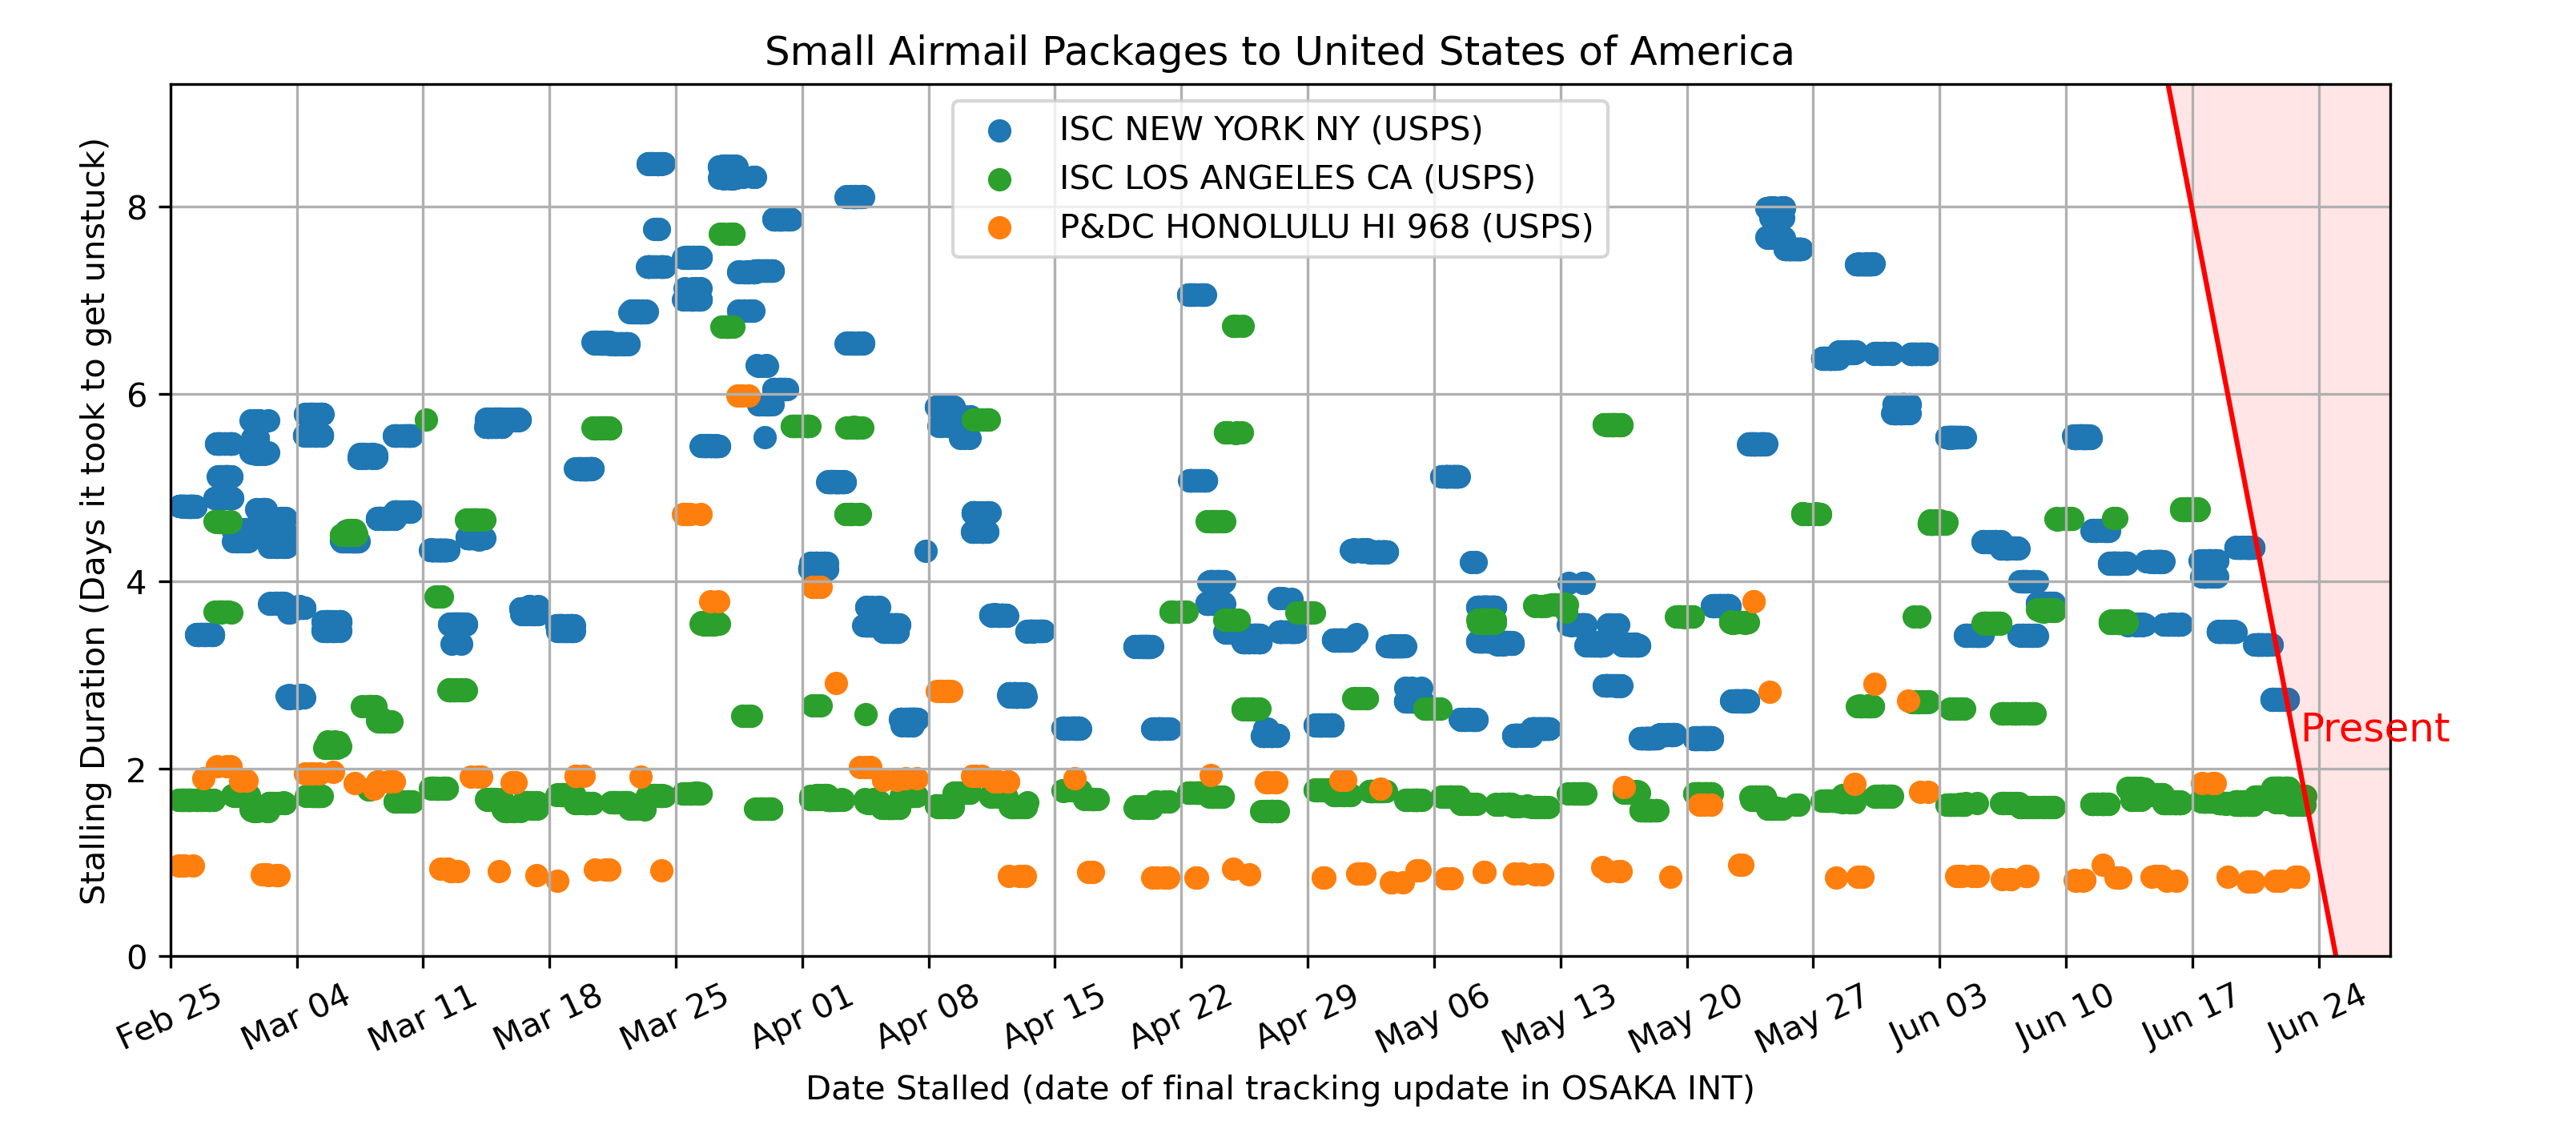 Small Airmail Packages to United States of America
ISC NEW YORK NY (USPS)
ISC LOS ANGELES CA (USPS)
P&DC HONOLULU HI 968 (USPS)
Stalling Duration (Days it took to get unstuck)
8
6
4
2
0
Present
Feb 25
Mar 04
Mar 11
Mar 18
Mar 25
Apr 01
Apr 08
Apr 15
Apr 22
Apr 29
May 06
May 13
May 20
May 27
Jun 03
Jun 10
Jun 17
Jun 24
Date Stalled (date of final tracking update in OSAKA INT)